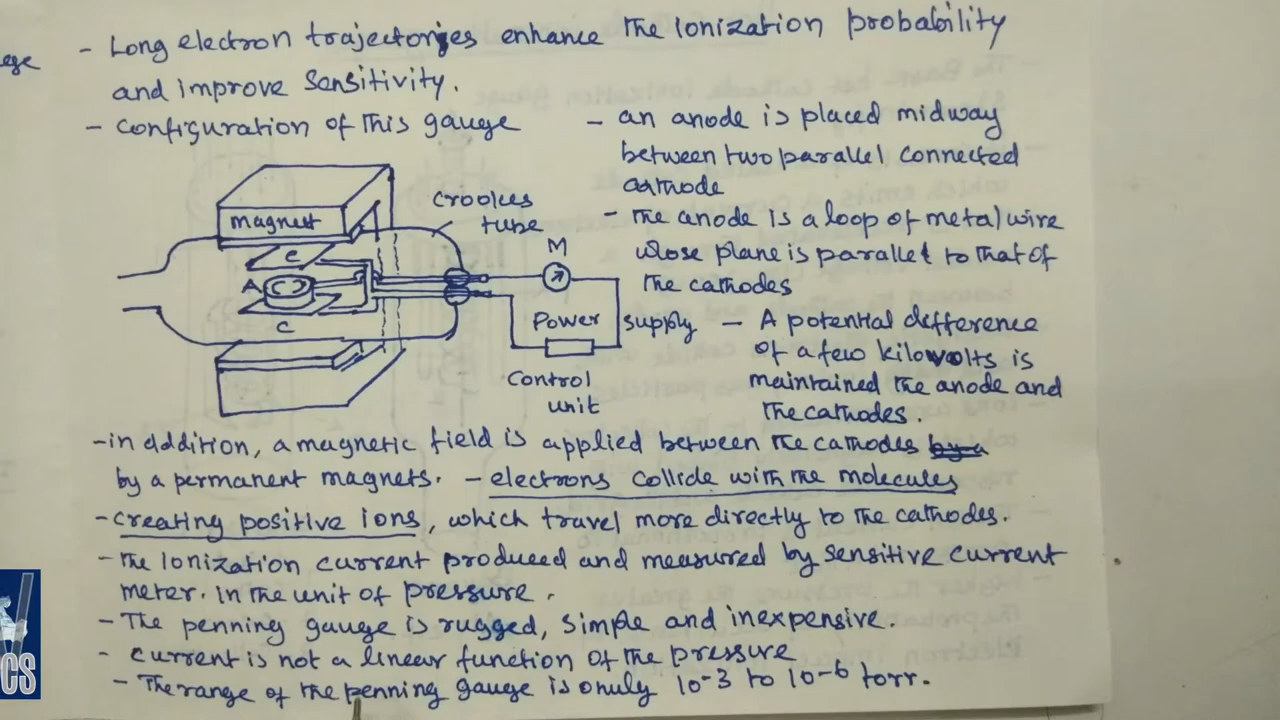 - Long electron trajectories enhance the Ionization probability
and improve Sensitivity.
- configuration of this gauge
- an anode is placed midway
between two parallel connected
cathode
- the anode is a loop of metal/wire
whose plane is parallel to that of
the cathodes
magnet
crookes
tube
M
c
A
c
Power supply
Control
unit
- A potential difference
of a few kilovolts is
maintained the anode and
the cathodes.
- in addition, a magnetic field is applied between the cathodes
by a permanent magnets. - electrons collide with the molecules
- creating positive ions, which travel more directly to the cathodes.
- the Ionization current produced and measured by sensitive current
meter. in the unit of pressure.
- The penning gauge is rugged, simple and inexpensive.
- current is not a linear function of the pressure
- The range of the penning gauge is onuly 10-3 to 10-6 torr.
CS